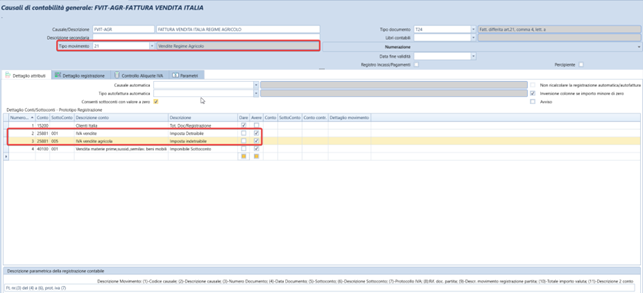 Causali di contabilità generale: FVIT-AGR-FATTURA VENDITA ITALIA
Causale/Descrizione FVIT-AGR FATTURA VENDITA ITALIA REGIME AGRICOLO Tipo documento T24 Fatt. differita art.21, comma 4, lett. a
Descrizione secondaria Libri contabili
Tipo movimento 21 Vendite Regime Agricolo Numerazione
Data fine validità
Registro Incassi/Pagamenti Percipiente
Dettaglio attributi Dettaglio registrazione Controllo Aliquote IVA Parametri
Causale automatica Non ricalcolare la registrazione automatica/autofattura
Tipo autofattura automatica Inversione colonne se importo minore di zero
Consenti sottoconti con valore a zero Avviso
Dettaglio Conti/Sottoconti - Prototipo Registrazione
Numero... Conto SottoConto Descrizione conto Descrizione Dare Avere Conto SottoConto Conto contr. Dettaglio movimento
1 15200 Clienti Italia Tot. Doc/Registrazione
2 25881 001 IVA vendite Imposta Detraibile
3 25881 005 IVA vendite agricole Imposta Indetraibile
4 40100 001 Vendita materie prime,sussid.,semilav. beni mobili Imponibile Sottoconto
Descrizione parametrica della registrazione contabile
Descrizione Movimento: (1)-Codice causale; (2)-Descrizione causale; (3)-Numero Documento; (4)-Data Documento; (5) Sottoconto; (6)-Descrizione Sottoconto; (7)-Protocollo IVA; (8)Rif. doc. partite; (9)-Descr. movimento registrazione partite; (10)-Totale importo valuta; (11)-Descrizione 2 conto
Ft. nr.(3) del (4) a (6), prot. iva (7)